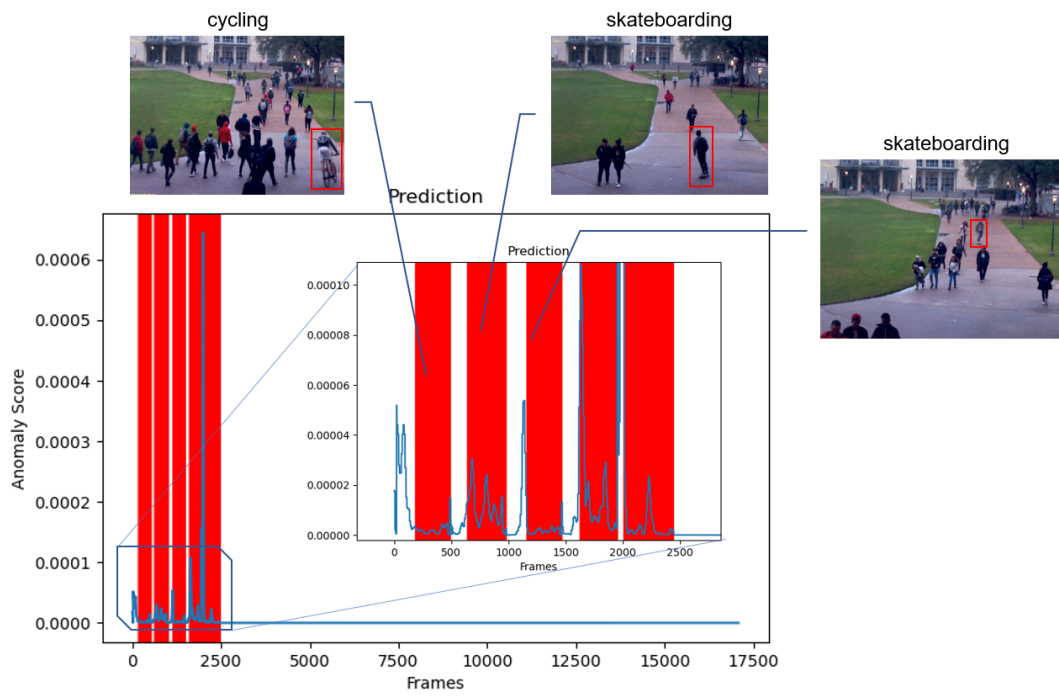 cycling
skateboarding
skateboarding
Prediction
Prediction
0.0006
0.0005
0.0004
0.0003
0.0002
0.0001
0.0000
Anomaly Score
0.00010
0.00008
0.00006
0.00004
0.00002
0.00000
0 500 1000 1500 2000 2500
Frames
0 2500 5000 7500 10000 12500 15000 17500
Frames